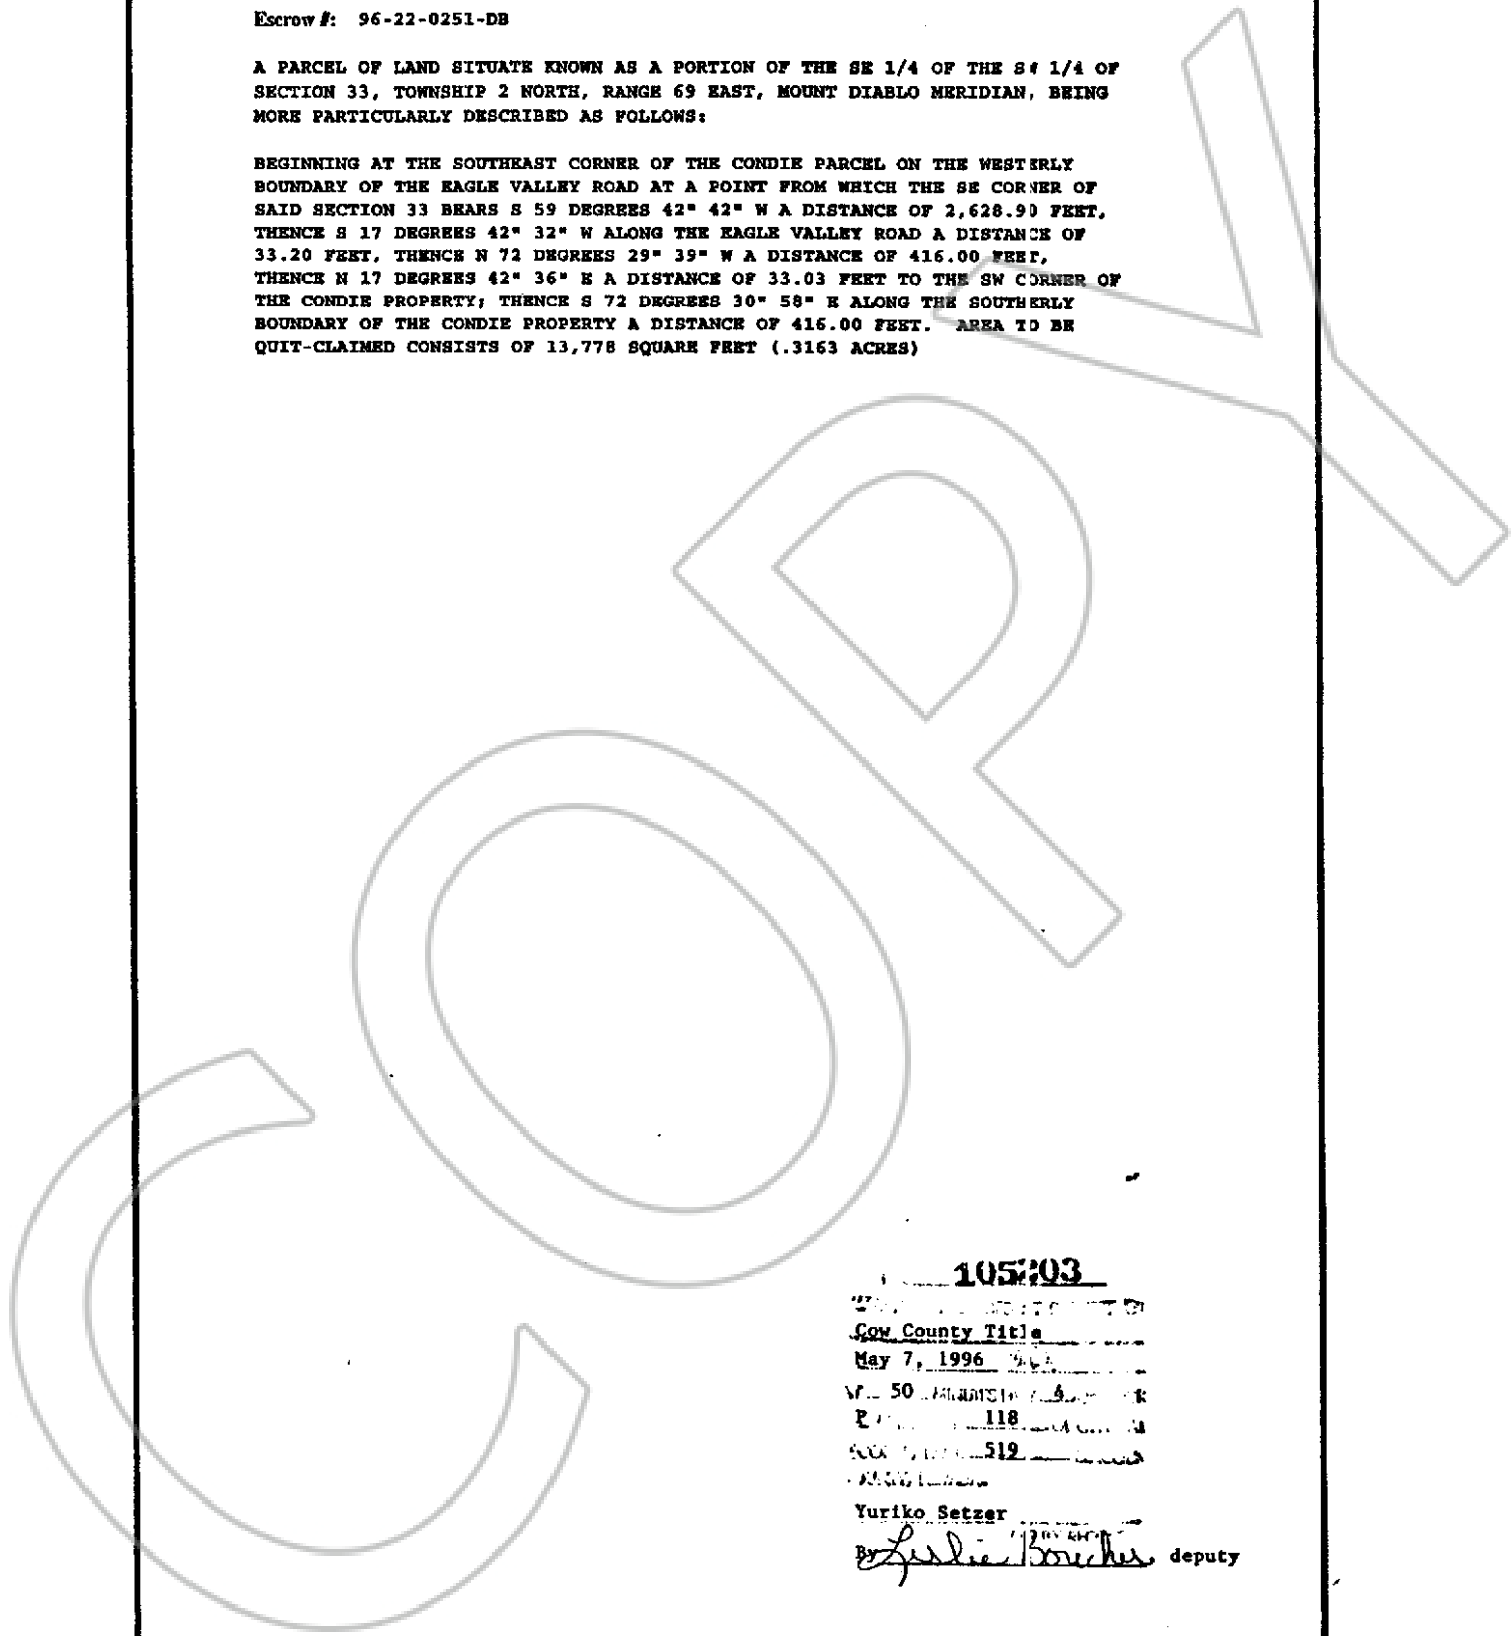 Escrow #: 96-22-0251-DB
A PARCEL OF LAND SITUATE KNOWN AS A PORTION OF THE SE 1/4 OF THE 1/4 OF
SECTION 33, TOWNSHIP 2 NORTH, RANGE 69 EAST, MOUNT DIABLO MERIDIAN, BEING
MORE PARTICULARLY DESCRIBED AS FOLLOWS:
BEGINNING AT THE SOUTHEAST CORNER OF THE CONDIE PARCEL ON THE WESTERLY
BOUNDARY OF THE EAGLE VALLEY ROAD AT A POINT FROM WHICH THE SE CORNER OF
SAID SECTION 33 BEARS S 59 DEGREES 42" 42" W A DISTANCE OF 2,628.90 FEET,
THENCE S 17 DEGREES 42" 32" W ALONG THE EAGLE VALLEY ROAD A DISTANCE OF
33.20 FEET, THENCE N 72 DEGREES 29" 39" W A DISTANCE OF 416.00 FEET,
THENCE N 17 DEGREES 42" 36" E A DISTANCE OF 33.03 FEET TO THE SW CORNER OF
THE CONDIE PROPERTY; THENCE S 72 DEGREES 30" 58" E ALONG THE SOUTHERLY
BOUNDARY OF THE CONDIE PROPERTY A DISTANCE OF 416.00 FEET. AREA TO BE
QUIT-CLAIMED CONSISTS OF 13,778 SQUARE FEET (.3163 ACRES)
COPY
Cow County Title
May 7, 1996
50
118
519
Yuriko Setzer
By Leslie Boucher deputy